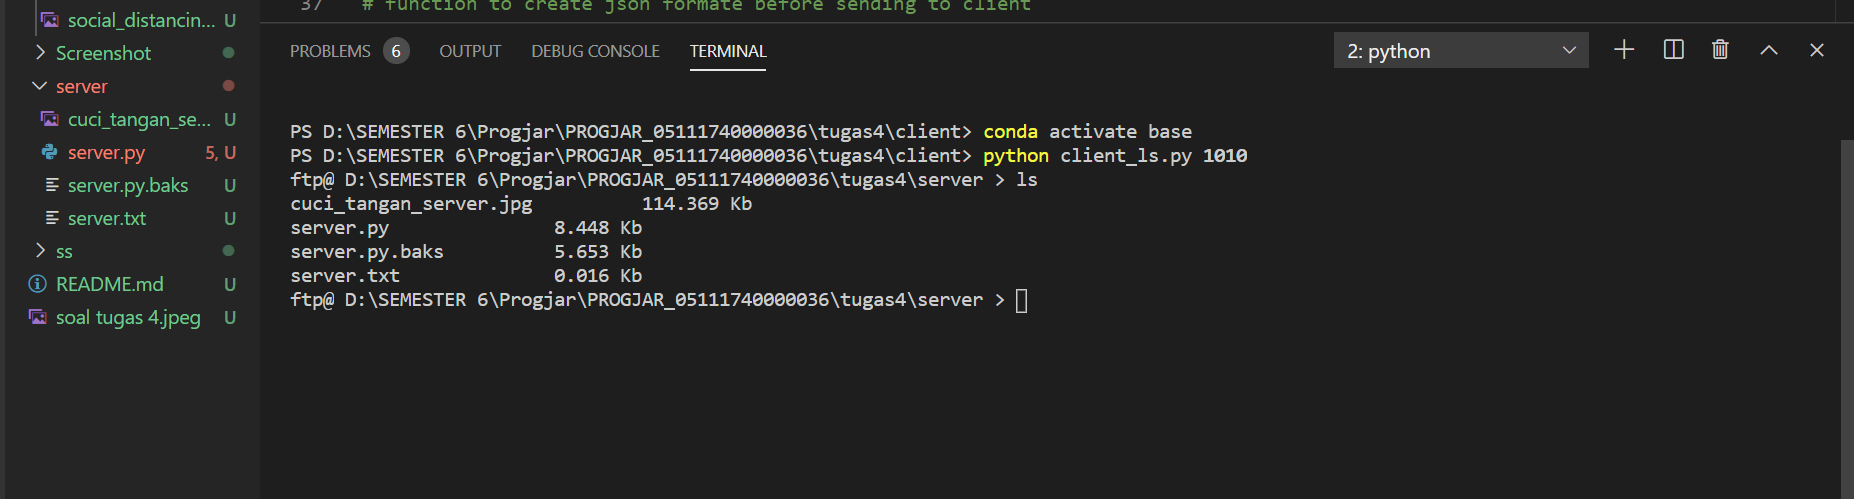 social_distancin... U
Screenshot
server
cuci_tangan_se... U
server.py 5, U
server.py.baks U
server.txt U
ss
README.md U
soal tugas 4.jpeg U
37 # function to create json formate before sending to client
PROBLEMS 6 OUTPUT DEBUG CONSOLE TERMINAL 2: python
PS D:\SEMESTER 6\Progjar\PROGJAR_05111740000036\tugas4\client> conda activate base
PS D:\SEMESTER 6\Progjar\PROGJAR_05111740000036\tugas4\client> python client_ls.py 1010
ftp@ D:\SEMESTER 6\Progjar\PROGJAR_05111740000036\tugas4\server > ls
cuci_tangan_server.jpg 114.369 Kb
server.py 8.448 Kb
server.py.baks 5.653 Kb
server.txt 0.016 Kb
ftp@ D:\SEMESTER 6\Progjar\PROGJAR_05111740000036\tugas4\server >